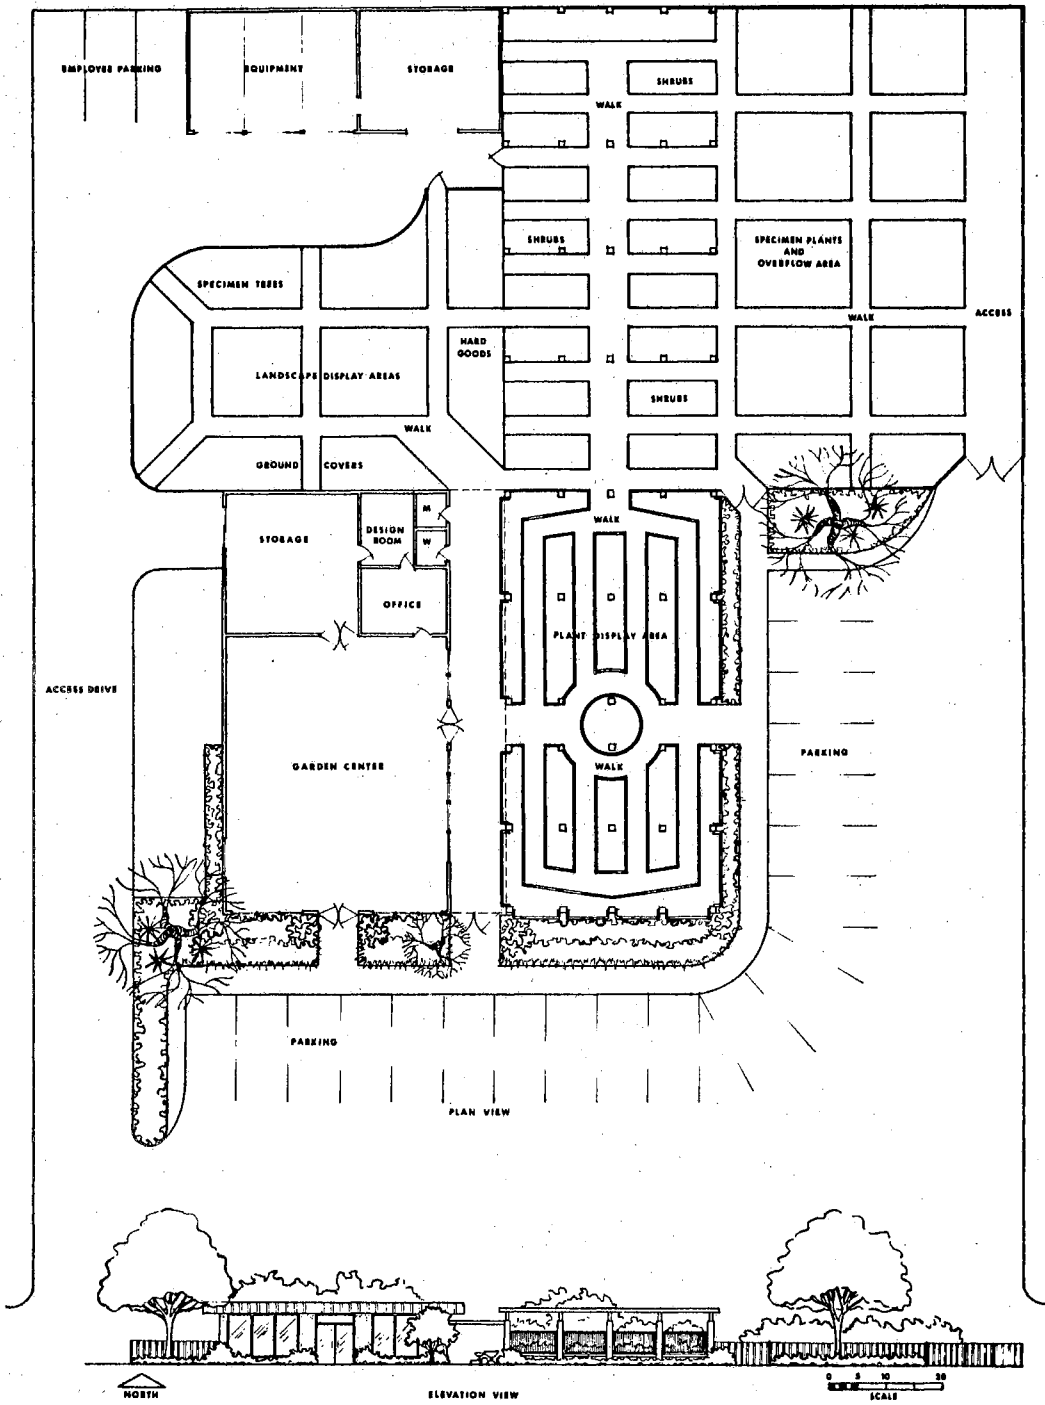 EMPLOYEE PARKING
EQUIPMENT
STORAGE
SHRUBS
WALK
SHRUBS
SPECIMEN PLANTS
AND
OVERFLOW AREA
SPECIMEN TREES
ACCESS
WALK
HARD
GOODS
LANDSCAPE DISPLAY AREAS
SHRUBS
WALK
GROUND COVERS
M
WALK
DESIGN
ROOM
STORAGE
W
OFFICE
PLANT DISPLAY AREA
ACCESS DRIVE
PARKING
GARDEN CENTER
WALK
PARKING
PLAN VIEW
0 5 10 20
SCALE
NORTH
ELEVATION VIEW